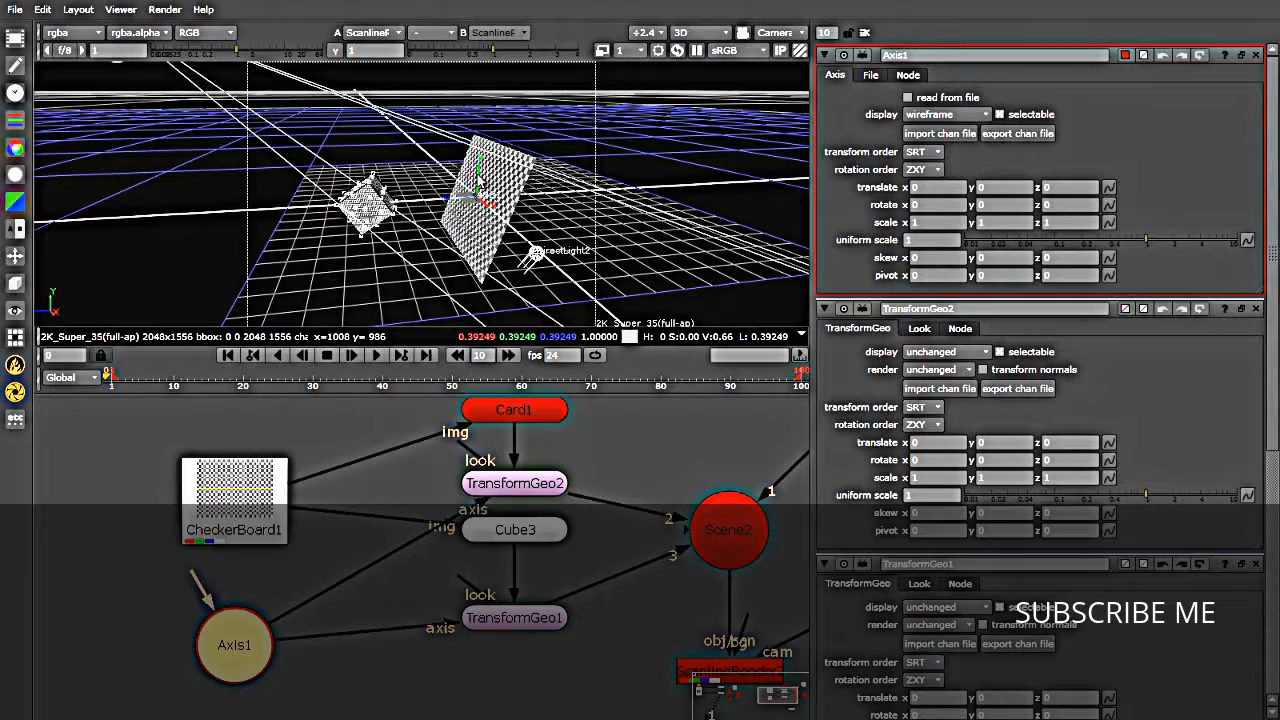 File Edit Layout Viewer Render Help
rgba rgba.alpha RGB A ScanlineF - B ScanlineF +2.4 3D Camera 10
f/8 1 Y 1 1 sRGB IP
Axis1
Axis File Node
read from file
display wireframe selectable
import chan file export chan file
transform order SRT
rotation order ZXY
translate x 0 y 0 z 0
rotate x 0 y 0 z 0
scale x 1 y 1 z 1
uniform scale 1
skew x 0 y 0 z 0
pivot x 0 y 0 z 0
2K_Super_35(full-ap)
2K_Super_35(full-ap) 2048x1556 bbox: 0 0 2048 1556 cha x=1008 y= 986 0.39249 0.39249 0.39249 1.00000 H: 0 S:0.00 V:0.66 L: 0.39249
0 10 fps 24
Global 1 10 20 30 40 50 60 70 80 90 100
TransformGeo2
TransformGeo Look Node
display unchanged selectable
render unchanged transform normals
import chan file export chan file
transform order SRT
rotation order ZXY
translate x 0 y 0 z 0
rotate x 0 y 0 z 0
scale x 1 y 1 z 1
uniform scale 1
skew x 0 y 0 z 0
pivot x 0 y 0 z 0
Card1
img
look
TransformGeo2
axis
CheckerBoard1
img
Cube3
look
TransformGeo1
axis
Axis1
1
2
3
Scene2
obj/
cam
1
TransformGeo1
TransformGeo Look Node
display unchanged
render unchanged transform normals
import chan file export chan file
transform order SRT
rotation order ZXY
translate x 0 y 0 z 0
rotate x 0 y 0 z 0
SUBSCRIBE ME
X
Y
etc